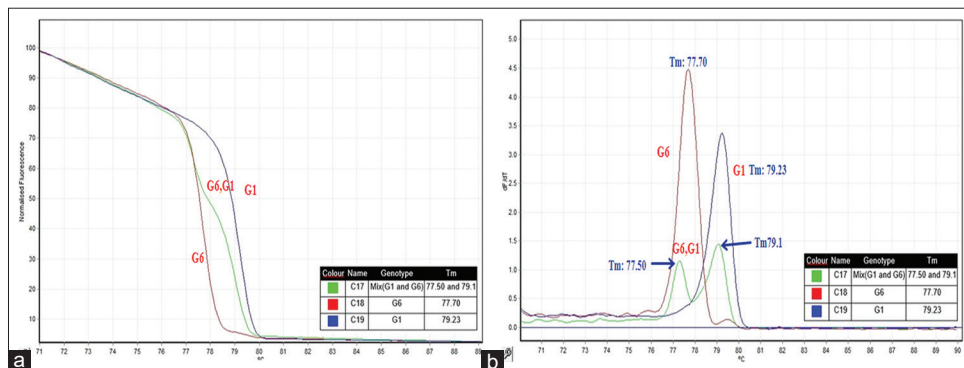 Normalised Fluorescence
100
90
80
70
60
50
40
30
20
10
71 72 73 74 75 76 77 78 79 80 81 82 83 84 85 86 87 88
G6,G1 G1
G6
Colour Name Genotype Tm
C17 Mix(G1 and G6) 77.50 and 79.1
C18 G6 77.70
C19 G1 79.23
a
dF/dT
5.0
4.5
4.0
3.5
3.0
2.5
2.0
1.5
1.0
0.5
0.0
71 72 73 74 75 76 77 78 79 80 81 82 83 84 85 86 87 88 89 90
°C
Tm: 77.70
G6
G1 Tm: 79.23
G6,G1
Tm79.1
Tm: 77.50
Colour Name Genotype Tm
C17 Mix(G1 and G6) 77.50 and 79.1
C18 G6 77.70
C19 G1 79.23
b